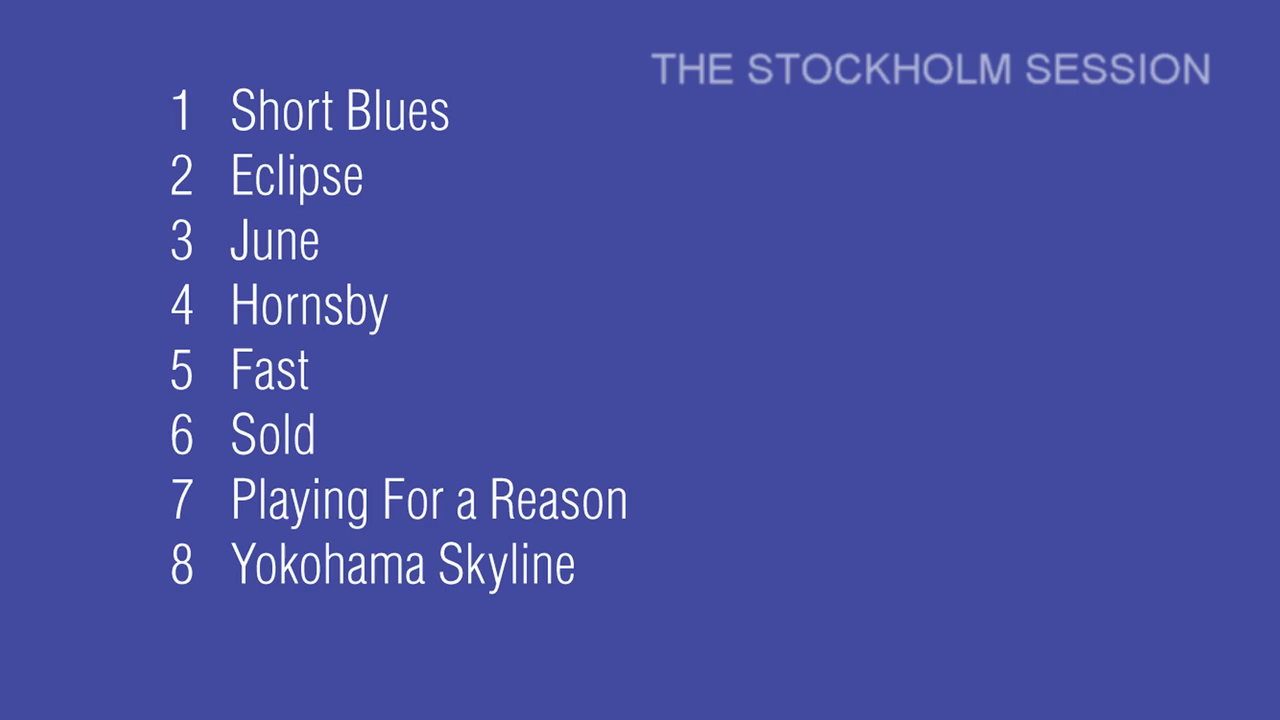 THE STOCKHOLM SESSION
1 Short Blues
2 Eclipse
3 June
4 Hornsby
5 Fast
6 Sold
7 Playing For a Reason
8 Yokohama Skyline